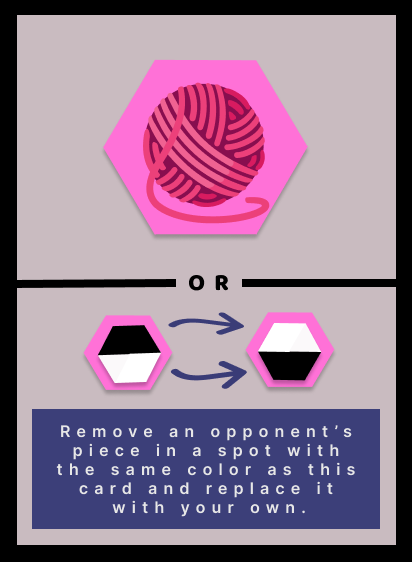 OR
Remove an opponent's
piece in a spot with
the same color as this
card and replace it
with your own.